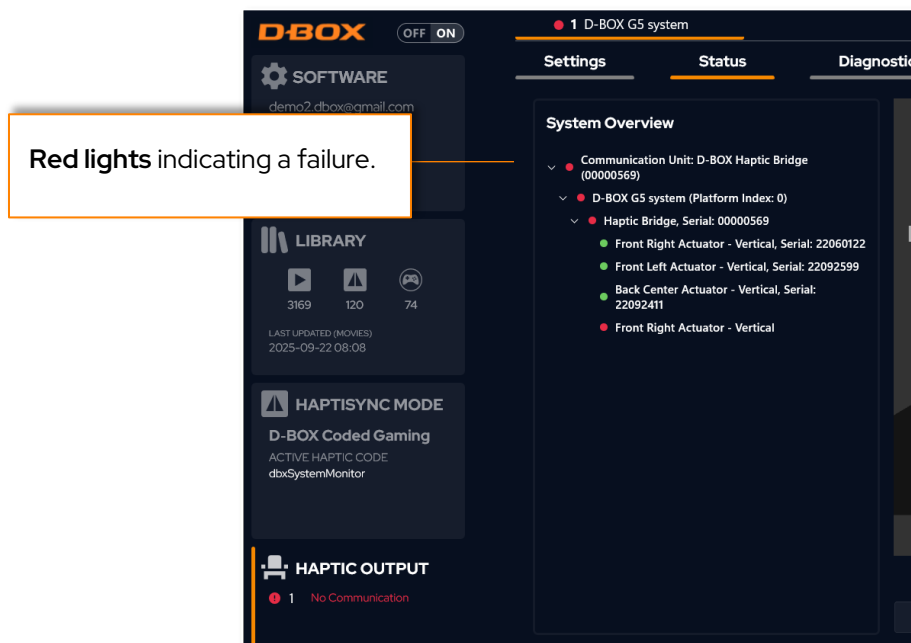 D-BOX
OFF ON
1 D-BOX G5 system
Settings
Status
Diagnostic
SOFTWARE
demo2.dbox@gmail.com
Red lights indicating a failure.
System Overview
Communication Unit: D-BOX Haptic Bridge
(00000569)
D-BOX G5 system (Platform Index: 0)
Haptic Bridge, Serial: 00000569
Front Right Actuator - Vertical, Serial: 22060122
Front Left Actuator - Vertical, Serial: 22092599
Back Center Actuator - Vertical, Serial:
22092411
Front Right Actuator - Vertical
LIBRARY
3169
120
74
LAST UPDATED (MOVIES)
2025-09-22 08:08
HAPTISYNC MODE
D-BOX Coded Gaming
ACTIVE HAPTIC CODE
dbxSystemMonitor
HAPTIC OUTPUT
1 No Communication